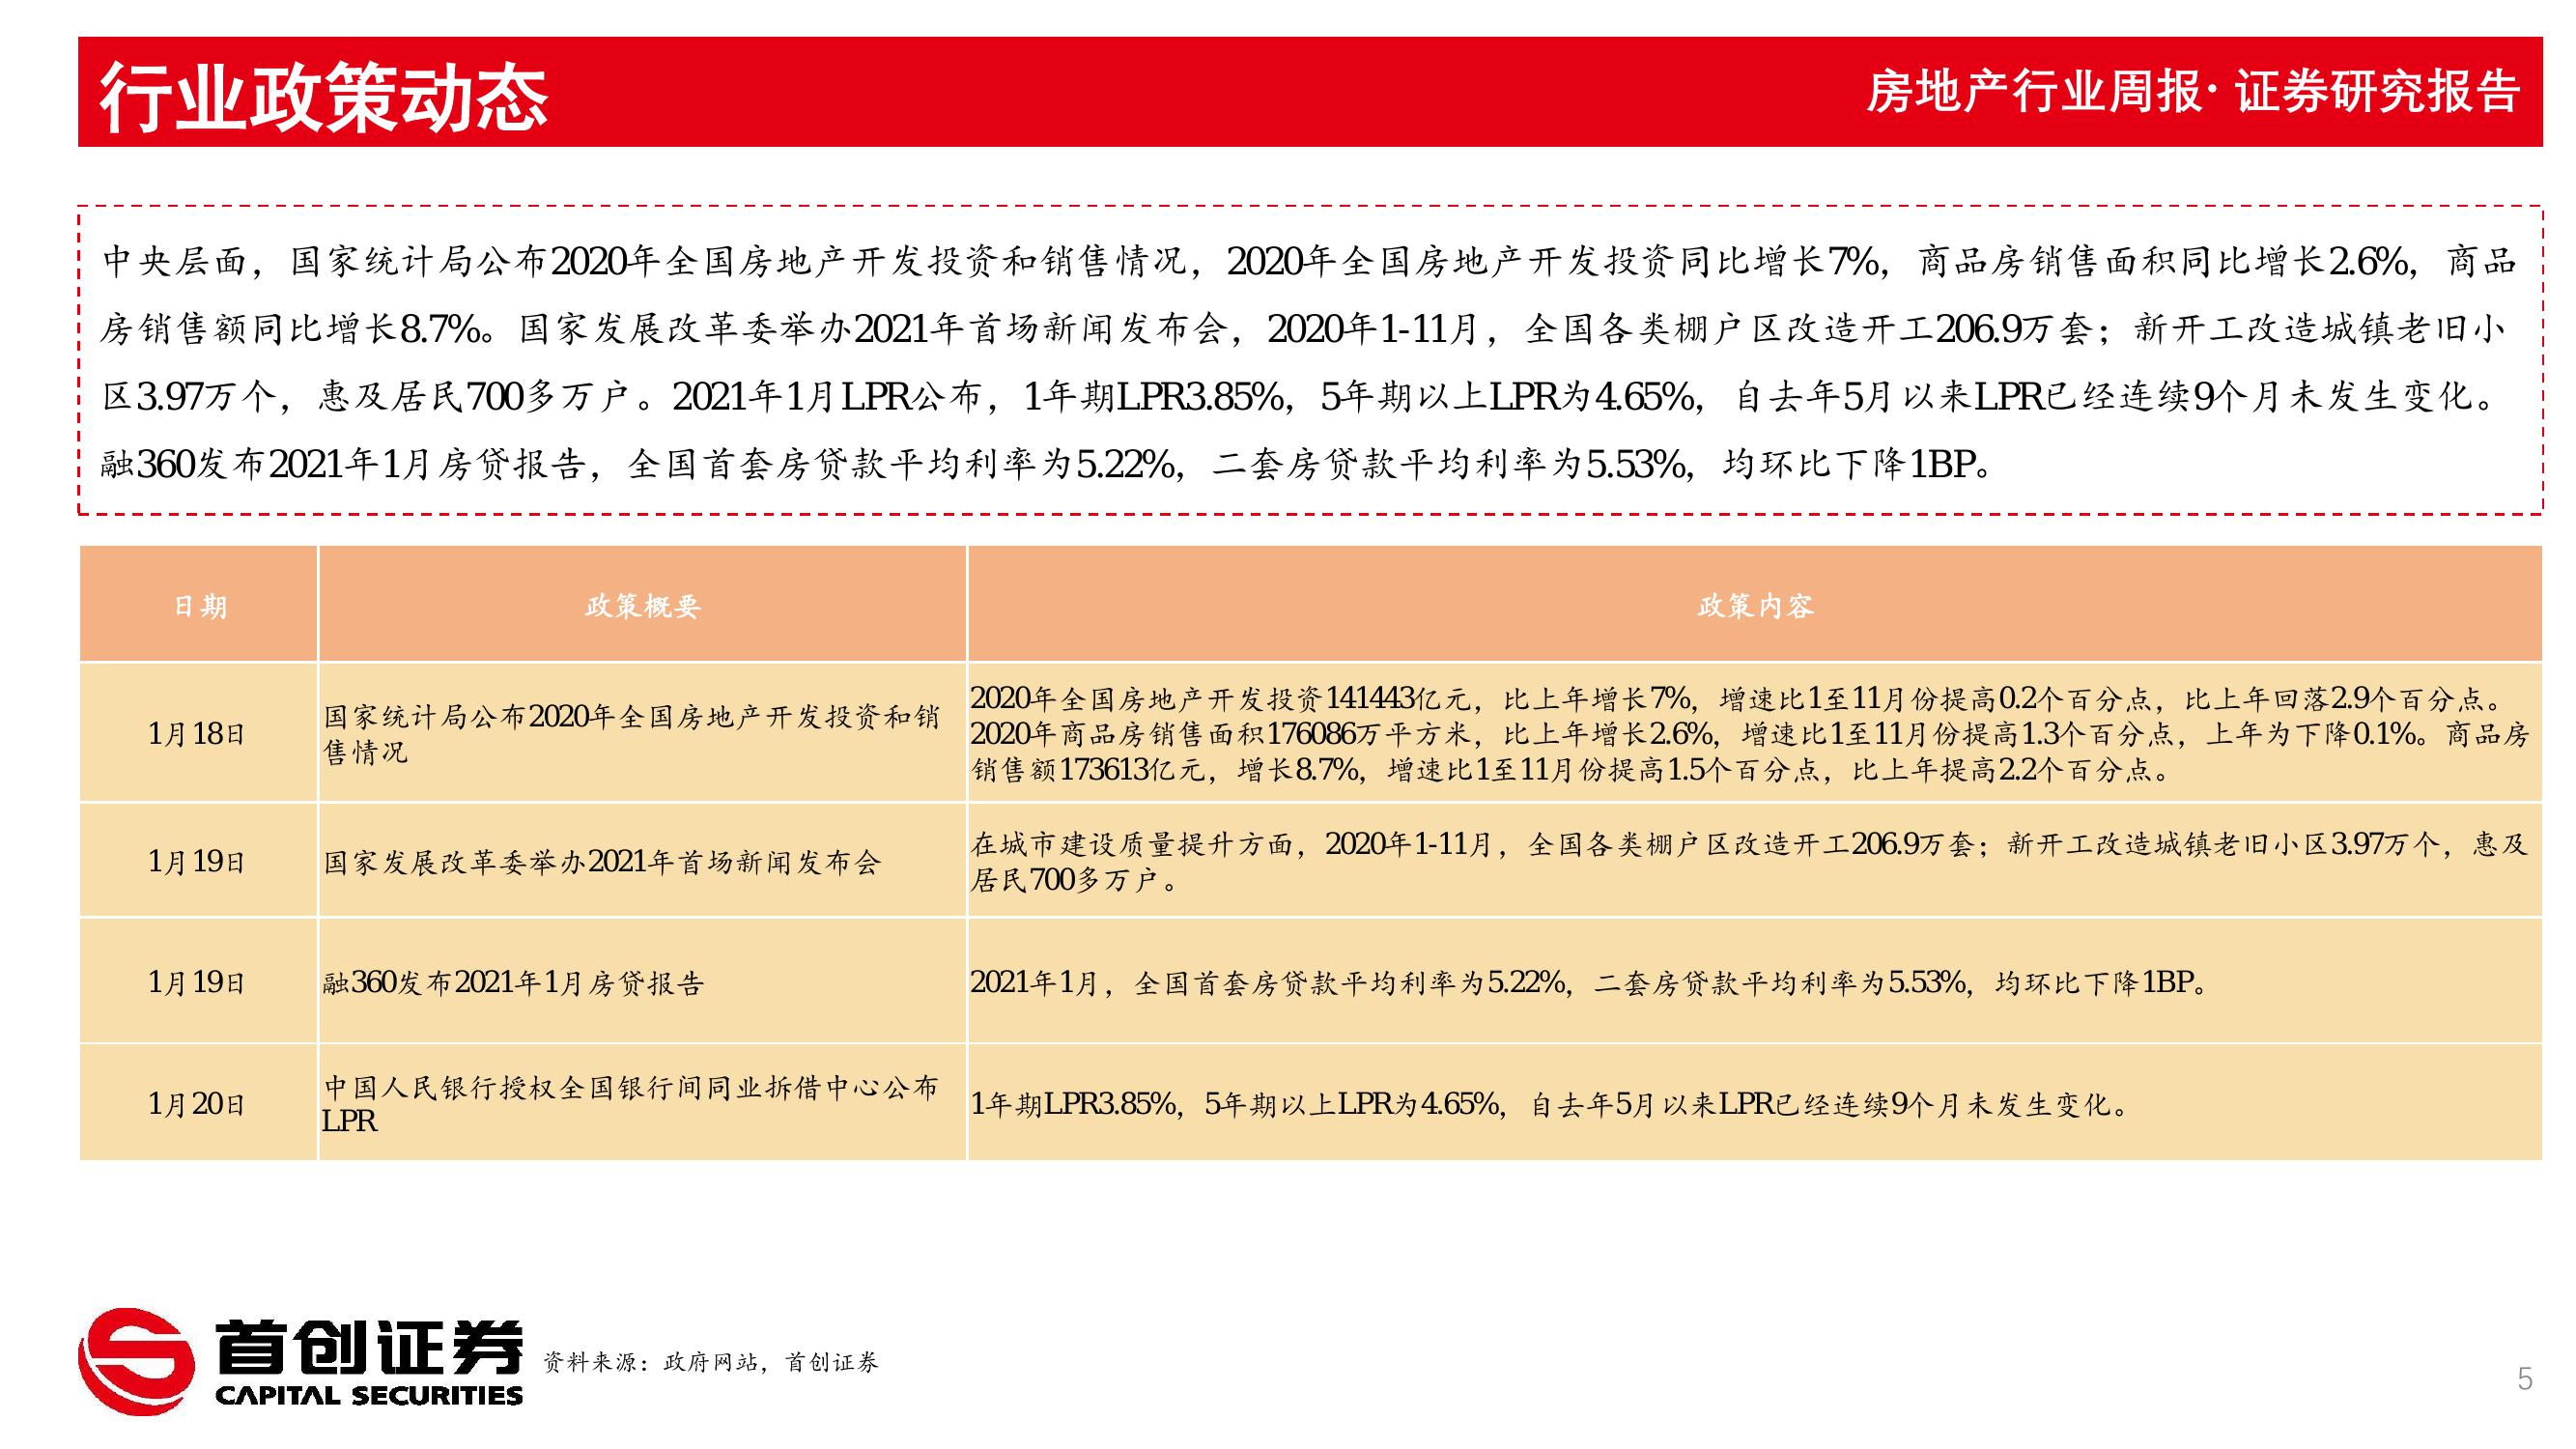 行业政策动态
房地产行业周报· 证券研究报告
中央层面，国家统计局公布2020年全国房地产开发投资和销售情况，2020年全国房地产开发投资同比增长7%，商品房销售面积同比增长2.6%，商品
房销售额同比增长8.7%。国家发展改革委举办2021年首场新闻发布会，2020年1-11月，全国各类棚户区改造开工206.9万套；新开工改造城镇老旧小
区3.97万个，惠及居民700多万户。2021年1月LPR公布，1年期LPR3.85%，5年期以上LPR为4.65%，自去年5月以来LPR已经连续9个月未发生变化。
融360发布2021年1月房贷报告，全国首套房贷款平均利率为5.22%，二套房贷款平均利率为5.53%，均环比下降1BP。
日期
政策概要
政策内容
1月18日
国家统计局公布2020年全国房地产开发投资和销
售情况
2020年全国房地产开发投资141443亿元，比上年增长7%，增速比1至11月份提高0.2个百分点，比上年回落2.9个百分点。
2020年商品房销售面积176086万平方米，比上年增长2.6%，增速比1至11月份提高1.3个百分点，上年为下降0.1%。商品房
销售额173613亿元，增长8.7%，增速比1至11月份提高1.5个百分点，比上年提高2.2个百分点。
1月19日
国家发展改革委举办2021年首场新闻发布会
在城市建设质量提升方面，2020年1-11月，全国各类棚户区改造开工206.9万套；新开工改造城镇老旧小区3.97万个，惠及
居民700多万户。
1月19日
融360发布2021年1月房贷报告
2021年1月，全国首套房贷款平均利率为5.22%，二套房贷款平均利率为5.53%，均环比下降1BP。
1月20日
中国人民银行授权全国银行间同业拆借中心公布
LPR
1年期LPR3.85%，5年期以上LPR为4.65%，自去年5月以来LPR已经连续9个月未发生变化。
首创证券
CAPITAL SECURITIES
资料来源：政府网站，首创证券
5